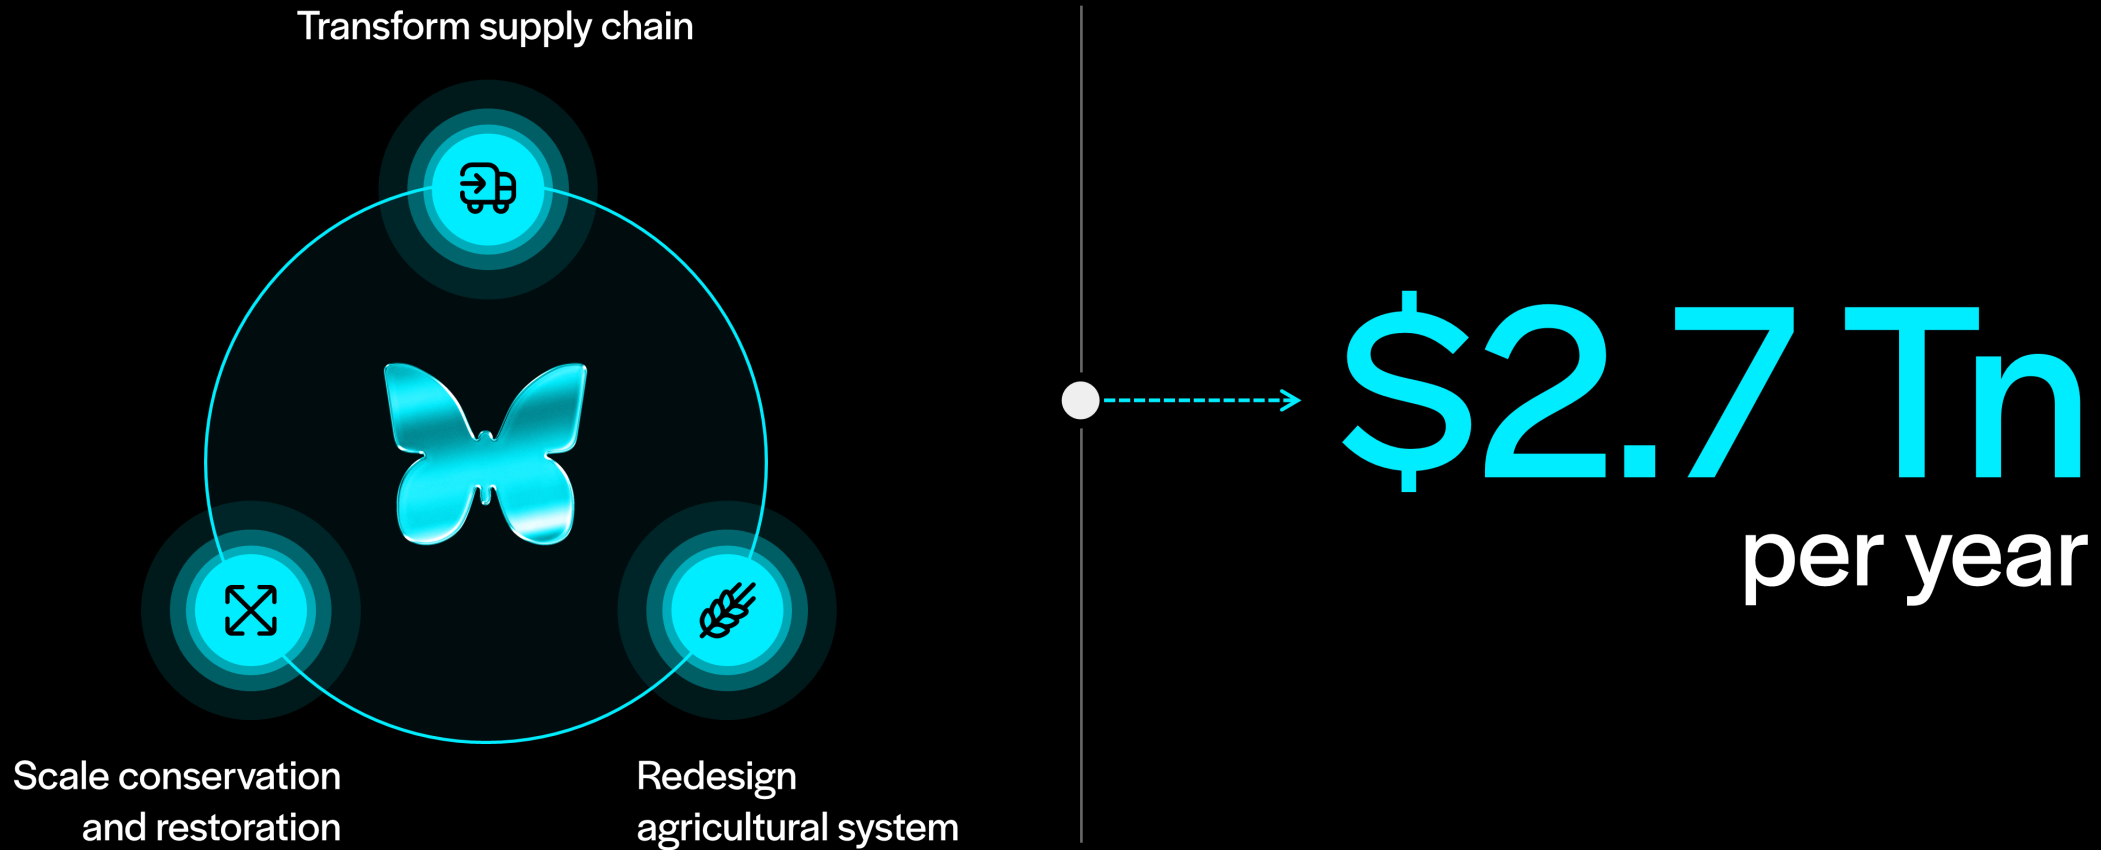 Transform supply chain
$2.7 Tn
per year
Scale conservation
and restoration
Redesign
agricultural system